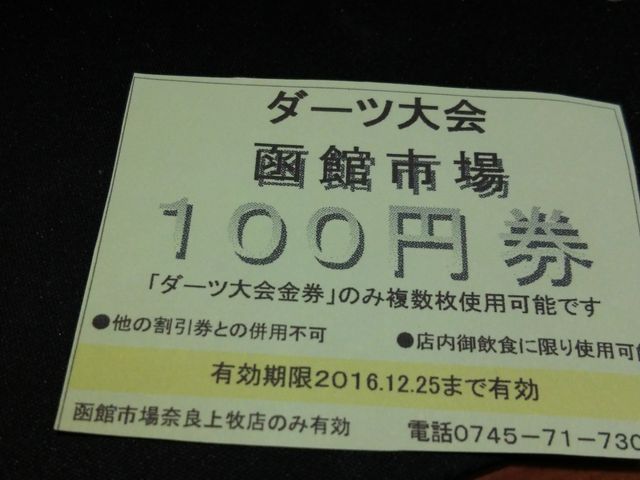 ダーツ大会
函館市場
100円券
「ダーツ大会金券」のみ複数枚使用可能です
●他の割引券との併用不可 ●店内御飲食に限り使用可能
有効期限2016.12.25まで有効
函館市場奈良上牧店のみ有効 電話0745－71－730